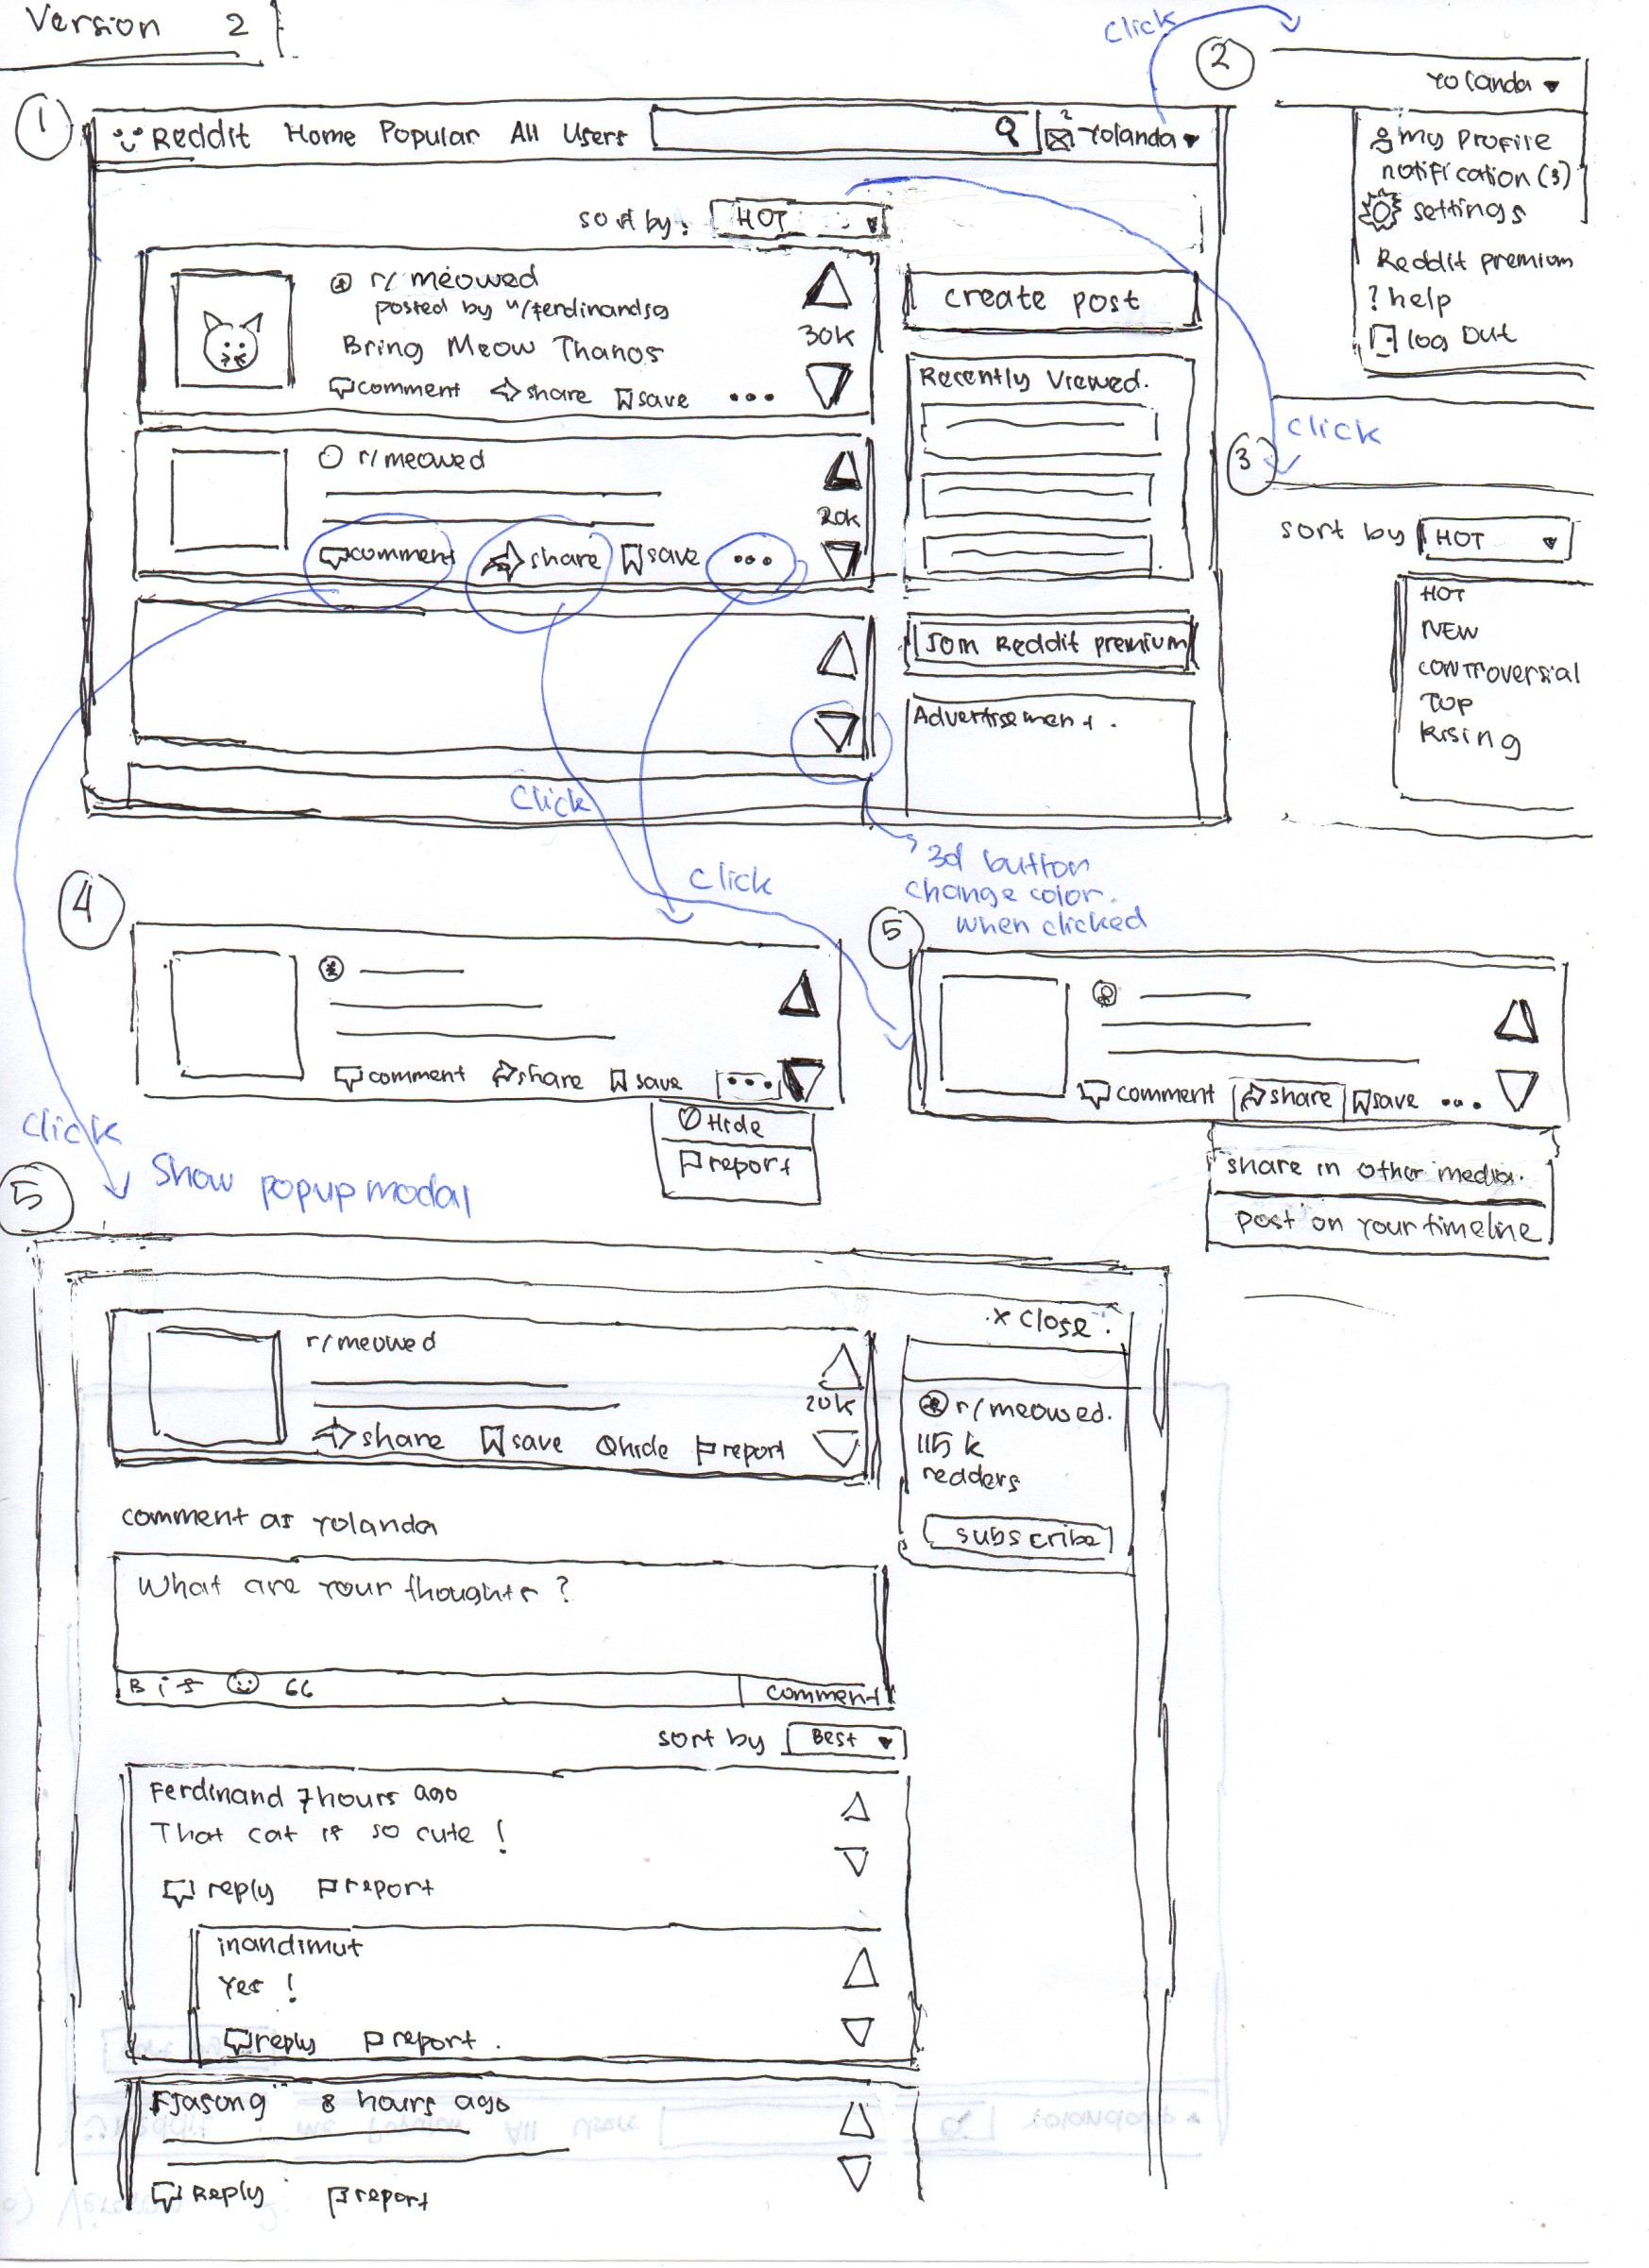 Version 2
Click
1
Reddit Home Popular All Users
2
Yolanda
2
Yolanda
my Profile
notification (3)
settings
Reddit premium
? help
log Out
sort by: HOT
r/meowed
posted by u/ferdinandsg
Bring Meow Thanos
comment share save ...
30k
create post
Recently Viewed.
click
3
sort by HOT
HOT
NEW
controversial
TOP
Rising
r/meowed
comment share save ...
20k
Join Reddit premium
Advertisement.
Click
Click
3d button
change color.
when clicked
4
comment share save ...
Hide
report
5
comment share save ...
share in other media.
post on your timeline
Click
Show popup modal
5
x Close
r/meowed
20k
share save hide report
r/meowed.
115 k
readers
subscribe
comment as Yolanda
What are your thoughts ?
B i S 66
comment
sort by Best
Ferdinand 7 hours ago
That cat is so cute !
reply report
inandimut
Yes !
reply report.
FJasong 8 hours ago
Reply report